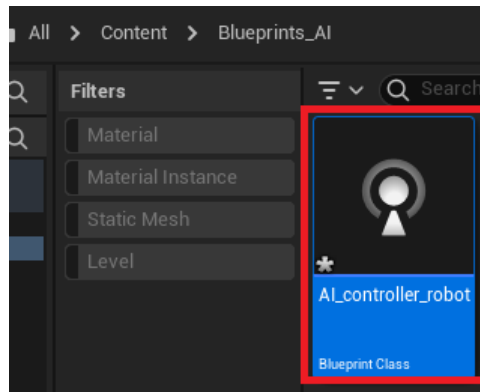 All > Content > Blueprints_AI
Filters
Search
Material
Material Instance
Static Mesh
Level
AI_controller_robot
Blueprint Class